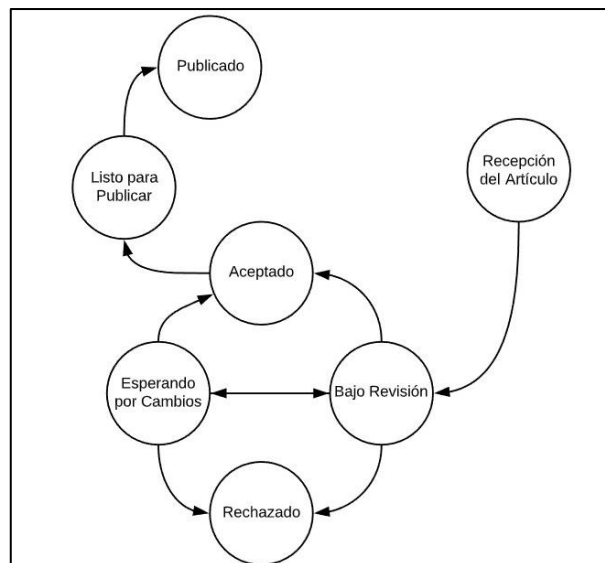 Publicado
Listo para
Publicar
Recepción
del Artículo
Aceptado
Esperando
por Cambios
Bajo Revisión
Rechazado